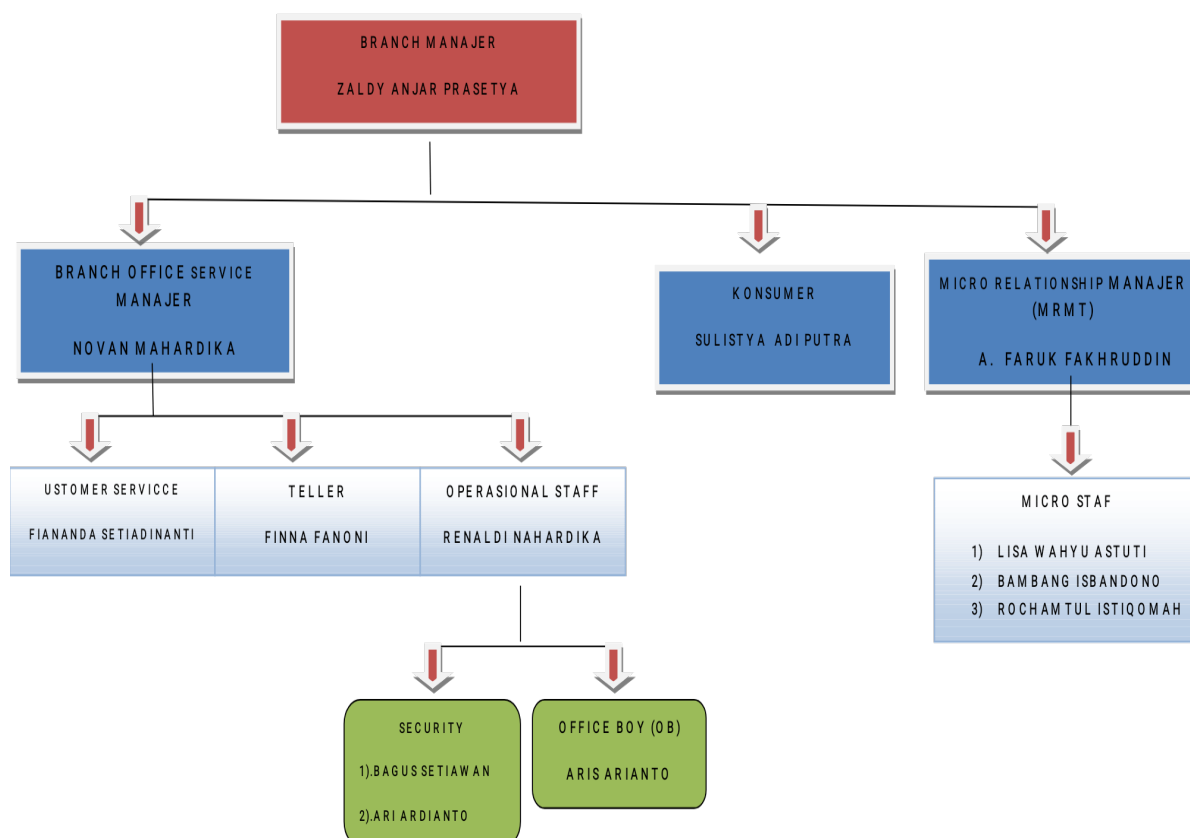 BRANCH MANAJER
ZALDY ANJAR PRASETYA
BRANCH OFFICE SERVICE
MANAJER
NOVAN MAHARDIKA
KONSUMER
SULISTYA ADI PUTRA
MICRO RELATIONSHIP MANAJER
(MRMT)
A. FARUK FAKHRUDDIN
USTOMER SERVICCE
FIANANDA SETIADINANTI
TELLER
FINNA FANONI
OPERASIONAL STAFF
RENALDI NAHARDIKA
MICRO STAF
1) LISA WAHYU ASTUTI
2) BAMBANG ISBANDONO
3) ROCHAMTUL ISTIQOMAH
SECURITY
1).BAGUS SETIAWAN
2).ARI ARDIANTO
OFFICE BOY (OB)
ARIS ARIANTO